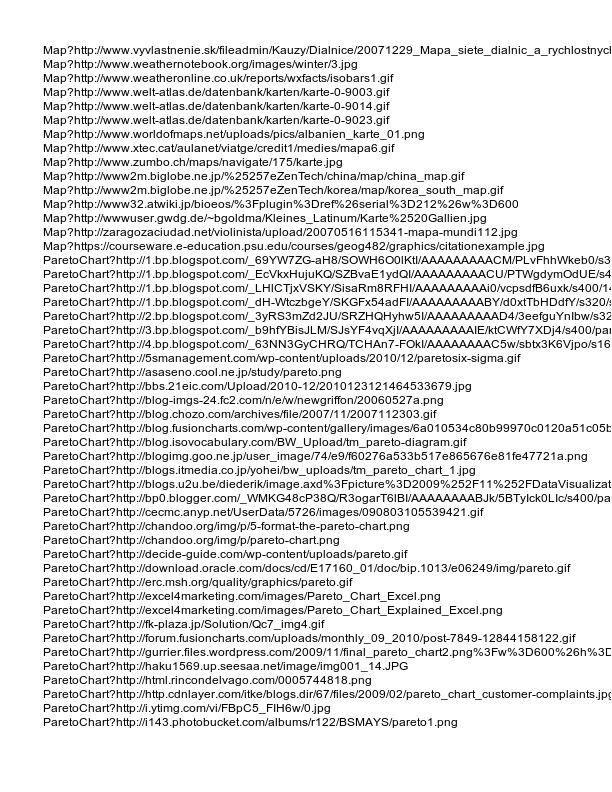 Map?http://www.vyvlastnenie.sk/fileadmin/Kauzy/Dialnice/20071229_Mapa_siete_dialnic_a_rychlostnych
Map?http://www.weathernotebook.org/images/winter/3.jpg
Map?http://www.weatheronline.co.uk/reports/wxfacts/isobars1.gif
Map?http://www.welt-atlas.de/datenbank/karten/karte-0-9003.gif
Map?http://www.welt-atlas.de/datenbank/karten/karte-0-9014.gif
Map?http://www.welt-atlas.de/datenbank/karten/karte-0-9023.gif
Map?http://www.worldofmaps.net/uploads/pics/albanien_karte_01.png
Map?http://www.xtec.cat/aulanet/viatge/credit1/medies/mapa6.gif
Map?http://www.zumbo.ch/maps/navigate/175/karte.jpg
Map?http://www2m.biglobe.ne.jp/%25257eZenTech/china/map/china_map.gif
Map?http://www2m.biglobe.ne.jp/%25257eZenTech/korea/map/korea_south_map.gif
Map?http://www32.atwiki.jp/bioeos/%3Fplugin%3Dref%26serial%3D212%26w%3D600
Map?http://wwwuser.gwdg.de/~bgoldma/Kleines_Latinum/Karte%2520Gallien.jpg
Map?http://zaragozaciudad.net/violinista/upload/20070516115341-mapa-mundi112.jpg
Map?https://courseware.e-education.psu.edu/courses/geog482/graphics/citationexample.jpg
ParetoChart?http://1.bp.blogspot.com/_69YW7ZG-aH8/SOWH6O0lKtI/AAAAAAAAACM/PLvFhhWkeb0/s3
ParetoChart?http://1.bp.blogspot.com/_EcVkxHujuKQ/SZBvaE1ydQI/AAAAAAAAACU/PTWgdymOdUE/s4
ParetoChart?http://1.bp.blogspot.com/_LHICTjxVSKY/SisaRm8RFHI/AAAAAAAAAi0/vcpsdfB6uxk/s400/14
ParetoChart?http://1.bp.blogspot.com/_dH-WtczbgeY/SKGFx54adFI/AAAAAAAAABY/d0xtTbHDdfY/s320/s
ParetoChart?http://2.bp.blogspot.com/_3yRS3mZd2JU/SRZHQHyhw3I/AAAAAAAAAD4/3eefguYnIbw/s32
ParetoChart?http://3.bp.blogspot.com/_b9hfYBisJLM/SJsYF4vqXjI/AAAAAAAAAIE/ktCWfY7XDj4/s400/par
ParetoChart?http://4.bp.blogspot.com/_63NN3GyCHRQ/TCHAn7-FOkI/AAAAAAAAC5w/sbtx3K6Vjpo/s16
ParetoChart?http://5smanagement.com/wp-content/uploads/2010/12/paretosix-sigma.gif
ParetoChart?http://asaseno.cool.ne.jp/study/pareto.png
ParetoChart?http://bbs.21eic.com/Upload/2010-12/2010123121464533679.jpg
ParetoChart?http://blog-imgs-24.fc2.com/n/e/w/newgriffon/20060527a.png
ParetoChart?http://blog.chozo.com/archives/file/2007/11/2007112303.gif
ParetoChart?http://blog.fusioncharts.com/wp-content/gallery/images/6a010534c80b99970c0120a51c05b
ParetoChart?http://blog.isovocabulary.com/BW_Upload/tm_pareto-diagram.gif
ParetoChart?http://blogimg.goo.ne.jp/user_image/74/e9/f60276a533b517e865676e81fe47721a.png
ParetoChart?http://blogs.itmedia.co.jp/yohei/bw_uploads/tm_pareto_chart_1.jpg
ParetoChart?http://blogs.u2u.be/diederik/image.axd%3Fpicture%3D2009%252F11%252FDataVisualizat
ParetoChart?http://bp0.blogger.com/_WMKG48cP38Q/R3ogarT6IBI/AAAAAAAABJk/5BTyIck0LIc/s400/pa
ParetoChart?http://cecmc.anyp.net/UserData/5726/images/090803105539421.gif
ParetoChart?http://chandoo.org/img/p/5-format-the-pareto-chart.png
ParetoChart?http://chandoo.org/img/p/pareto-chart.png
ParetoChart?http://decide-guide.com/wp-content/uploads/pareto.gif
ParetoChart?http://download.oracle.com/docs/cd/E17160_01/doc/bip.1013/e06249/img/pareto.gif
ParetoChart?http://erc.msh.org/quality/graphics/pareto.gif
ParetoChart?http://excel4marketing.com/images/Pareto_Chart_Excel.png
ParetoChart?http://excel4marketing.com/images/Pareto_Chart_Explained_Excel.png
ParetoChart?http://fk-plaza.jp/Solution/Qc7_img4.gif
ParetoChart?http://forum.fusioncharts.com/uploads/monthly_09_2010/post-7849-12844158122.gif
ParetoChart?http://gurrier.files.wordpress.com/2009/11/final_pareto_chart2.png%3Fw%3D600%26h%3D
ParetoChart?http://haku1569.up.seesaa.net/image/img001_14.JPG
ParetoChart?http://html.rincondelvago.com/0005744818.png
ParetoChart?http://http.cdnlayer.com/itke/blogs.dir/67/files/2009/02/pareto_chart_customer-complaints.jpg
ParetoChart?http://i.ytimg.com/vi/FBpC5_FIH6w/0.jpg
ParetoChart?http://i143.photobucket.com/albums/r122/BSMAYS/pareto1.png